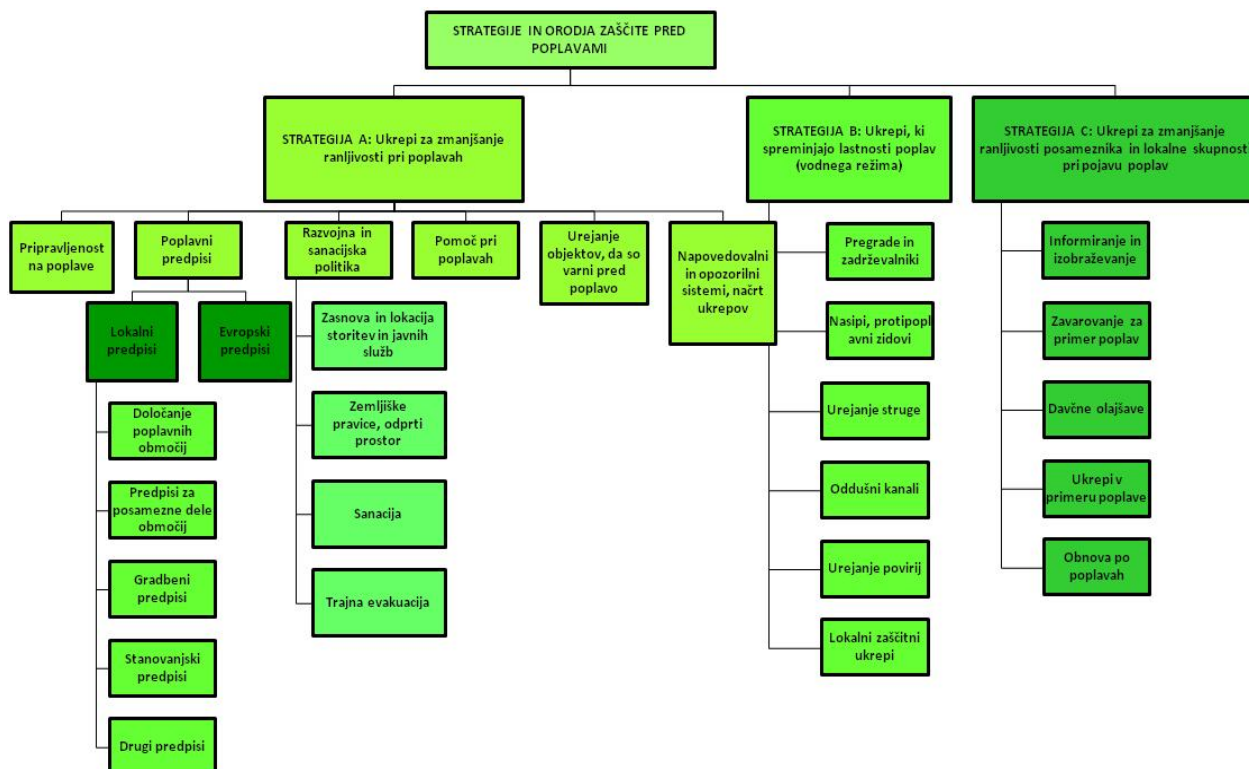 STRATEGIJE IN ORODJA ZAŠČITE PRED
POPLAVAMI
STRATEGIJA A: Ukrepi za zmanjšanje
ranljivosti pri poplavah
STRATEGIJA B: Ukrepi, ki
spreminjajo lastnosti poplav
(vodnega režima)
STRATEGIJA C: Ukrepi za zmanjšanje
ranljivosti posameznika in lokalne skupnosti
pri pojavu poplav
Pripravljenost
na poplave
Poplavni
predpisi
Razvojna in
sanacijska
politika
Pomoč pri
poplavah
Urejanje
objektov, da so
varni pred
poplavo
Napovedovalni
in opozorilni
sistemi, načrt
ukrepov
Lokalni
predpisi
Evropski
predpisi
Določanje
poplavnih
območij
Predpisi za
posamezne dele
območij
Gradbeni
predpisi
Stanovanjski
predpisi
Drugi predpisi
Zasnova in lokacija
storitev in javnih
služb
Zemljiške
pravice, odprti
prostor
Sanacija
Trajna evakuacija
Pregrade in
zadrževalniki
Nasipi, protipopl
avni zidovi
Urejanje struge
Oddušni kanali
Urejanje povirij
Lokalni zaščitni
ukrepi
Informiranje in
izobraževanje
Zavarovanje za
primer poplav
Davčne olajšave
Ukrepi v
primeru poplave
Obnova po
poplavah